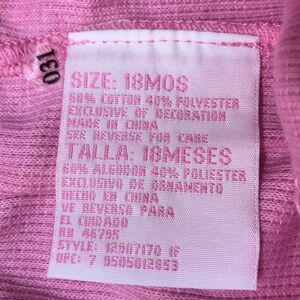 031
SIZE: 18MOS
60% COTTON 40% POLYESTER
EXCLUSIVE OF DECORATION
MADE IN CHINA
SEE REVERSE FOR CARE
TALLA: 18MESES
60% ALGODON 40% POLIESTER
EXCLUSIVO DE ORNAMENTO
HECHO EN CHINA
VE REVERSO PARA
EL CUIDADO
RN 46795
STYLE: 12907170 IF
UPC: 7 9505012853